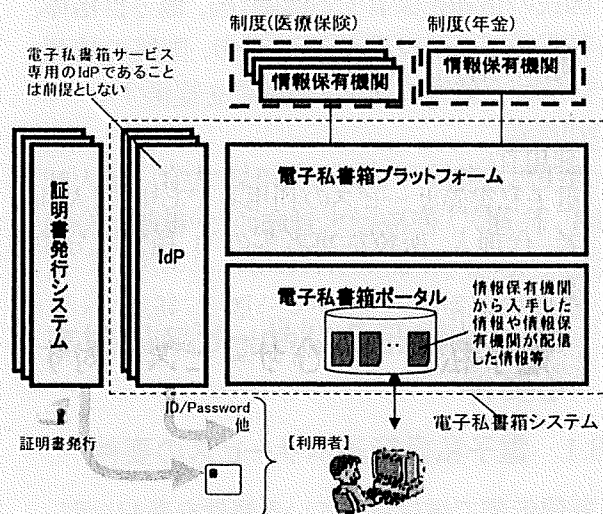 制度(医療保険)
制度(年金)
電子私書箱サービス
専用のIdPであること
は前提としない
情報保有機関
情報保有機関
証明書発行システム
IdP
電子私書箱プラットフォーム
電子私書箱ポータル
情報保有機関
から入手した
情報や情報保
有機関が配信
した情報等
ID/Password
他
電子私書箱システム
証明書発行
【利用者】